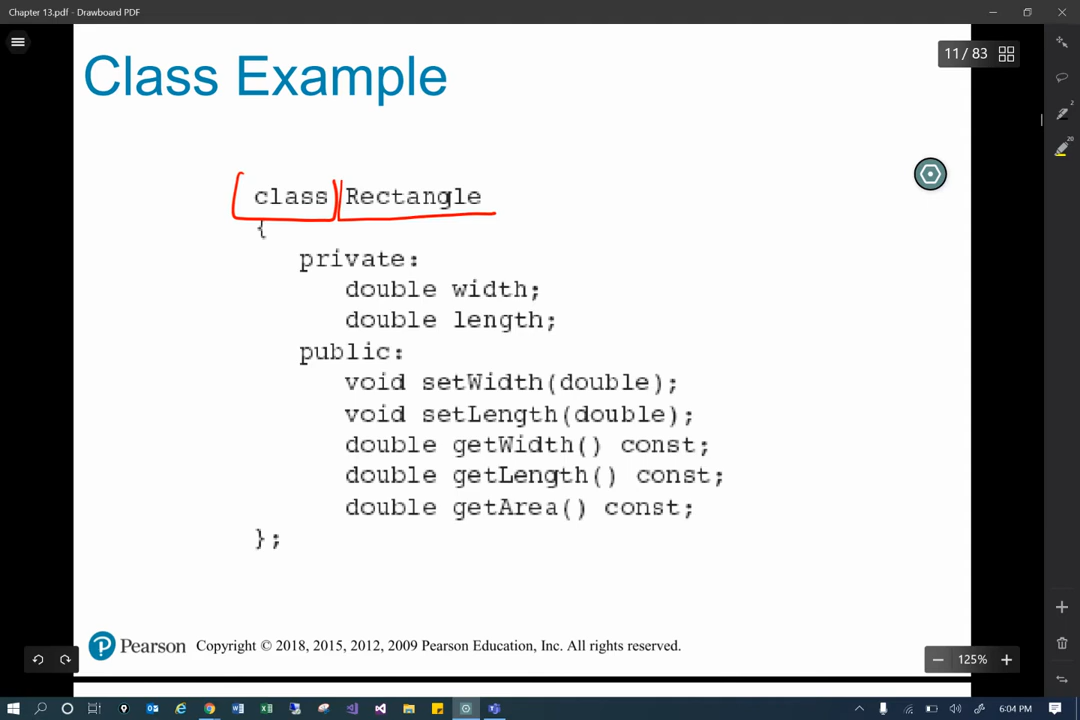 Chapter 13.pdf - Drawboard PDF
11 / 83
Class Example
2
20
class Rectangle
{
private:
double width;
double length;
public:
void setWidth(double);
void setLength(double);
double getWidth() const;
double getLength() const;
double getArea() const;
};
Pearson Copyright © 2018, 2015, 2012, 2009 Pearson Education, Inc. All rights reserved.
125%
6:04 PM